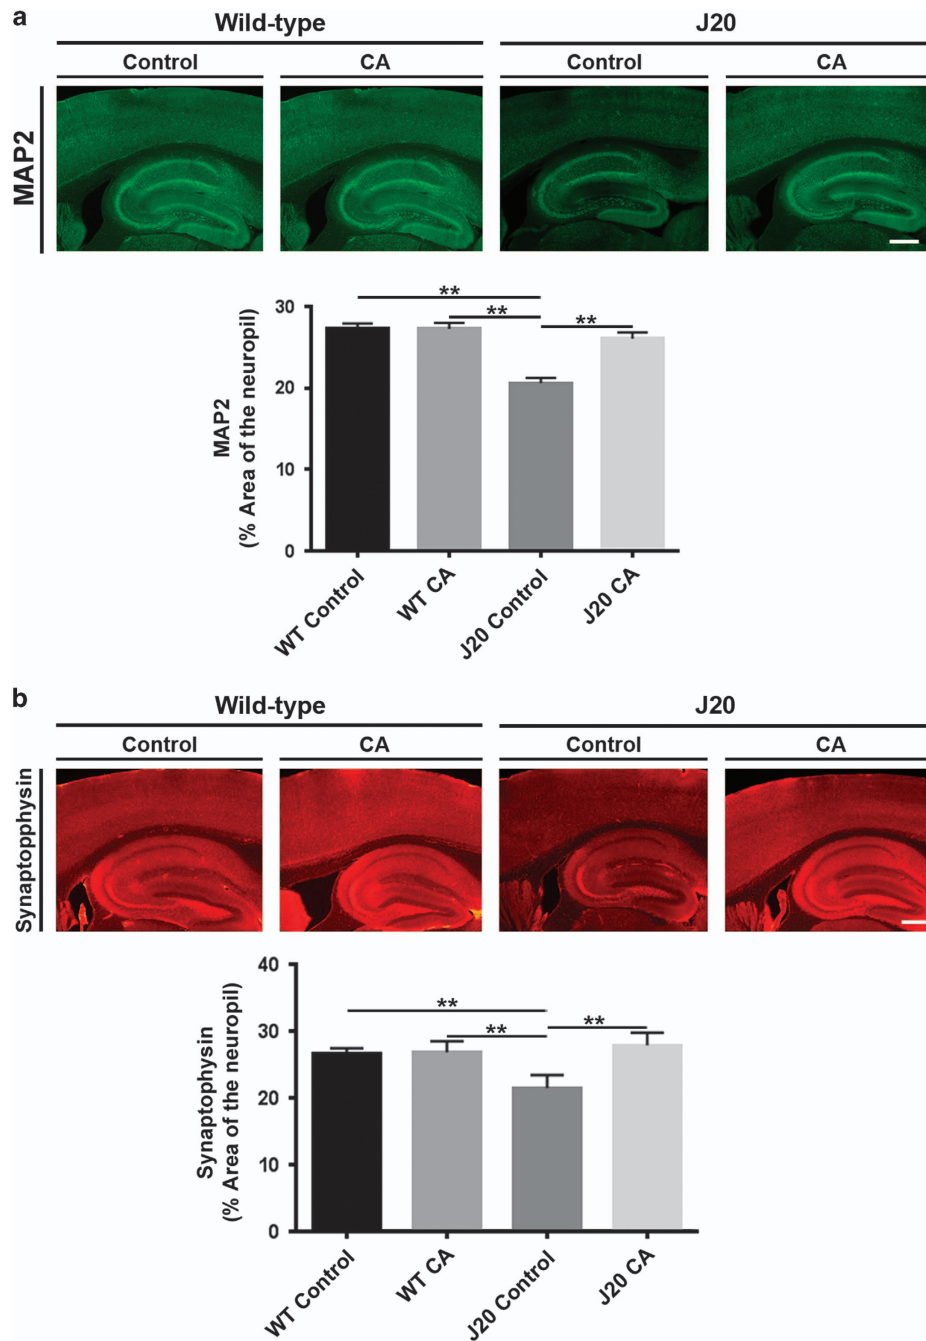 a
Wild-type J20
Control CA Control CA
MAP2
** 
** **
30
20
10
0
MAP2
(% Area of the neuropil)
WT Control
WT CA
J20 Control
J20 CA
b
Wild-type J20
Control CA Control CA
Synaptophysin
**
** **
40
30
20
10
0
Synaptophysin
(% Area of the neuropil)
WT Control
WT CA
J20 Control
J20 CA